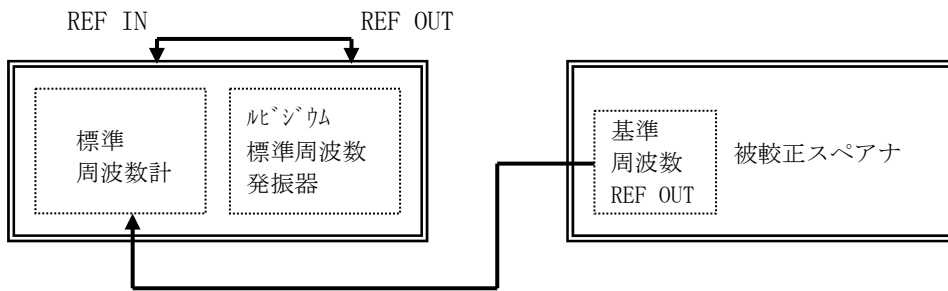 REF IN
REF OUT
標準
周波数計
ﾙﾋﾞｼﾞｳﾑ
標準周波数
発振器
基準
周波数
REF OUT
被較正スペアナ